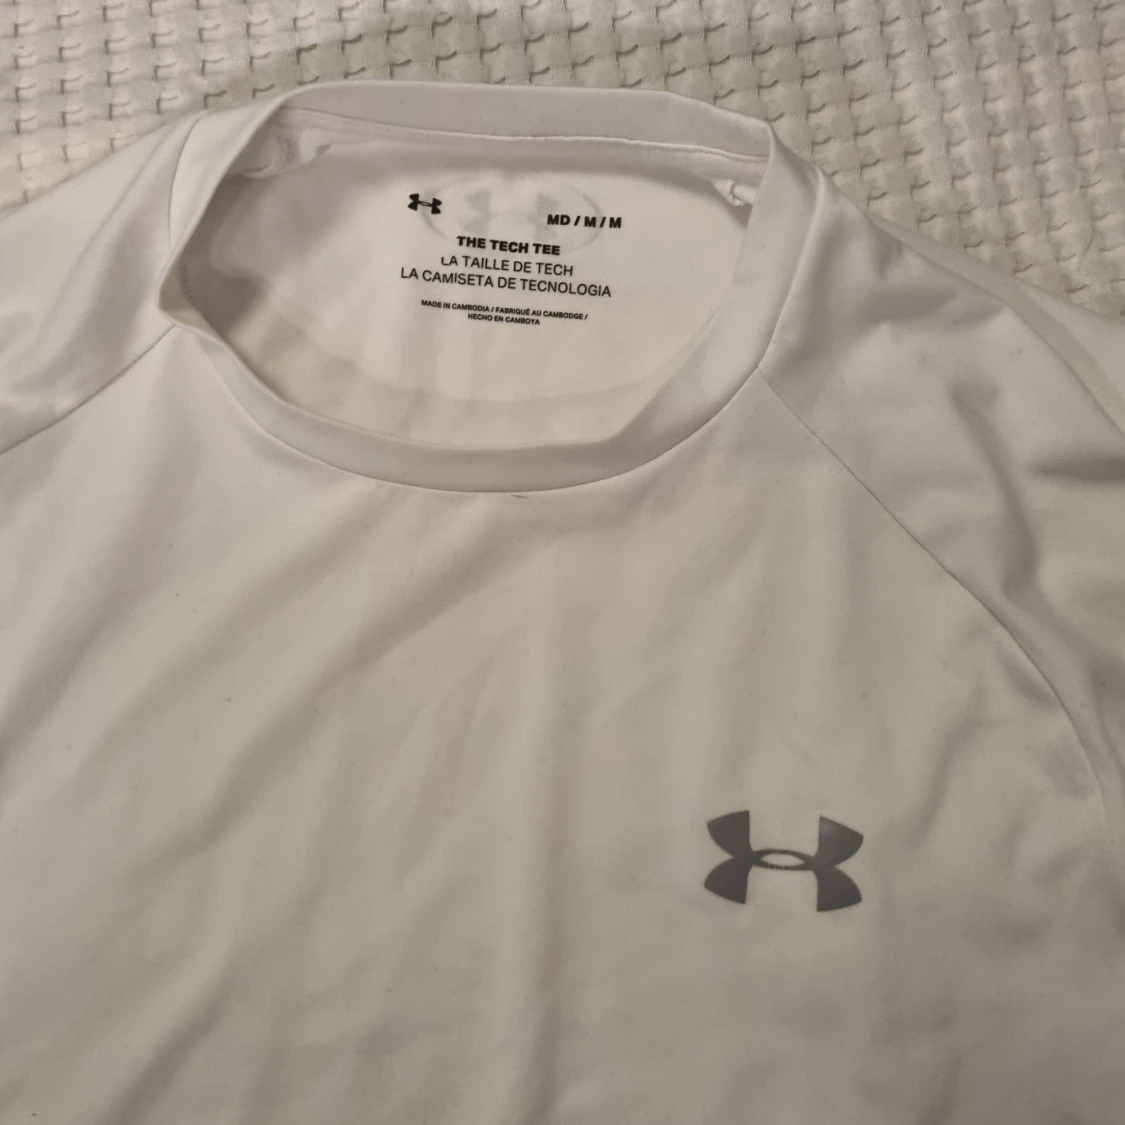 MD / M / M
THE TECH TEE
LA TAILLE DE TECH
LA CAMISETA DE TECNOLOGIA
MADE IN CAMBODIA / FABRIQUÉ AU CAMBODGE /
HECHO EN CAMBOYA